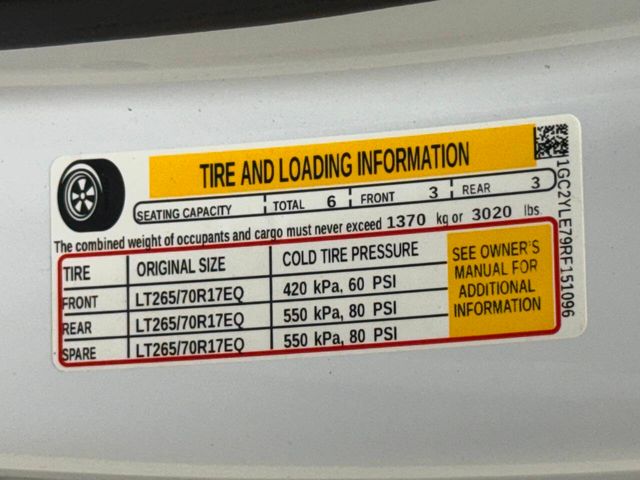 TIRE AND LOADING INFORMATION
SEATING CAPACITY TOTAL 6 FRONT 3 REAR 3
The combined weight of occupants and cargo must never exceed 1370 kg or 3020 lbs.
TIRE ORIGINAL SIZE COLD TIRE PRESSURE
FRONT LT265/70R17EQ 420 kPa, 60 PSI
REAR LT265/70R17EQ 550 kPa, 80 PSI
SPARE LT265/70R17EQ 550 kPa, 80 PSI
SEE OWNER'S
MANUAL FOR
ADDITIONAL
INFORMATION
1GC2YLE79RF151096